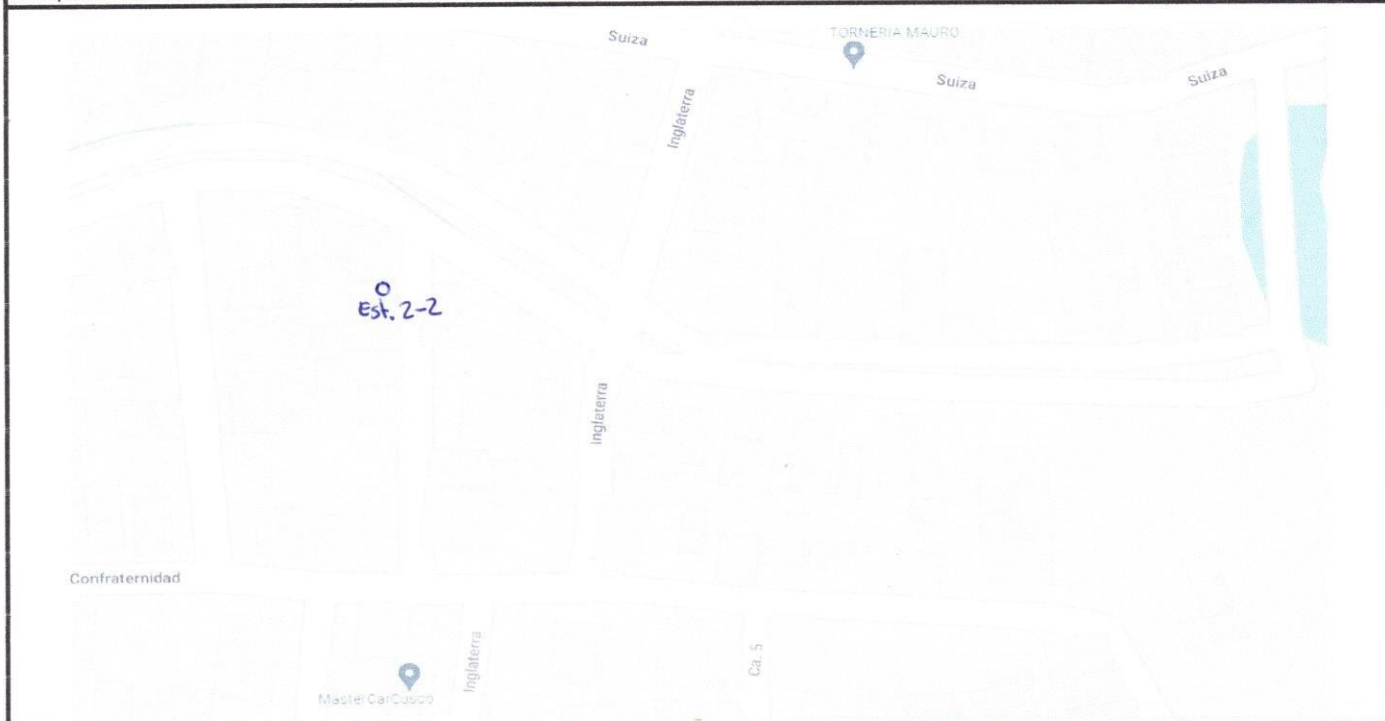 Suiza
TORNERIA MAURO
Suiza
Suiza
Inglaterra
Est. 2-2
Inglaterra
Confraternidad
Inglaterra
Ca. 5
MasterCarCusco